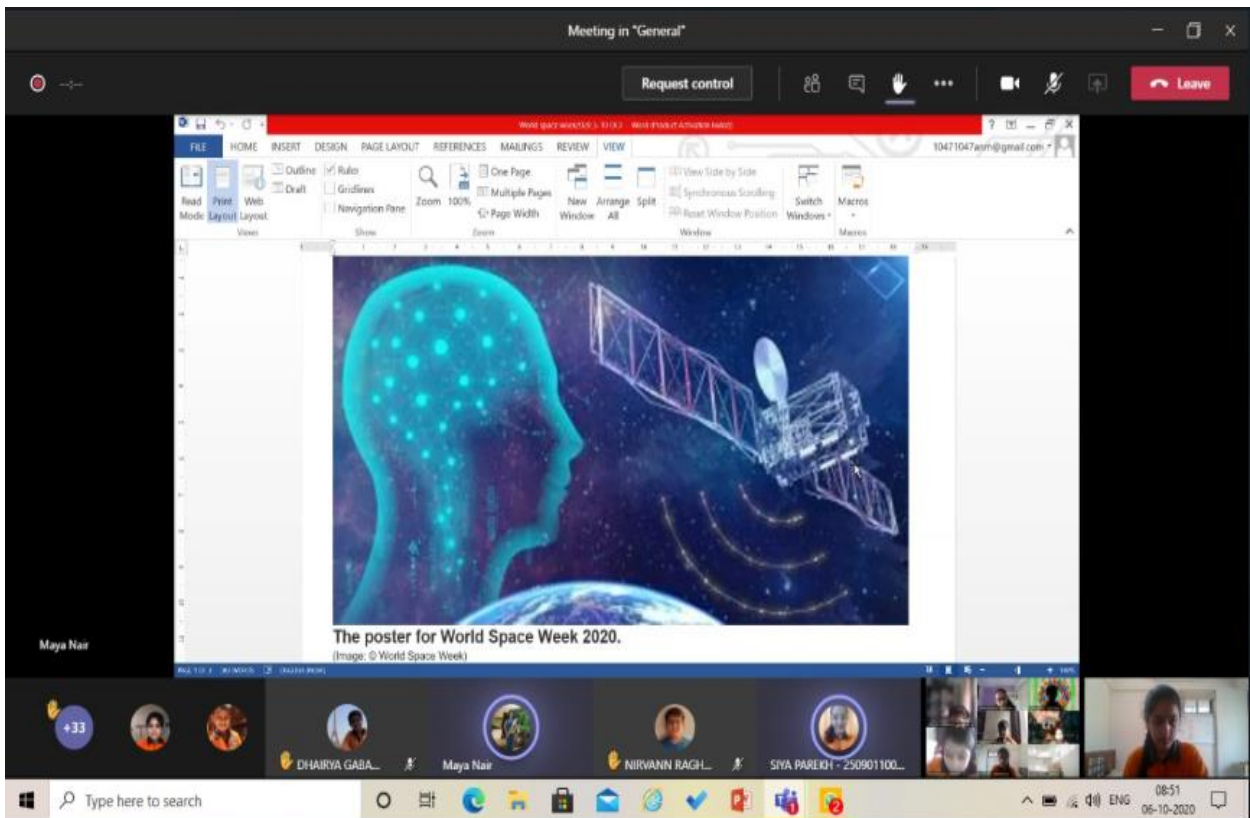 Meeting in "General"
--:--
Request control
Leave
FILE HOME INSERT DESIGN PAGE LAYOUT REFERENCES MAILINGS REVIEW VIEW
Read Mode
Print Layout
Web Layout
Outline
Draft
Views
Ruler
Gridlines
Navigation Pane
Show
Zoom
100%
One Page
Multiple Pages
Page Width
Zoom
New Window
Arrange All
Split
View Side by Side
Synchronous Scrolling
Reset Window Position
Window
Switch Windows
Macros
Macros
The poster for World Space Week 2020.
(Image: © World Space Week)
Maya Nair
+33
DHAIRYA GABA...
Maya Nair
NIRVANN RAGH...
SIYA PAREKH - 250901100...
Type here to search
ENG
08:51
06-10-2020